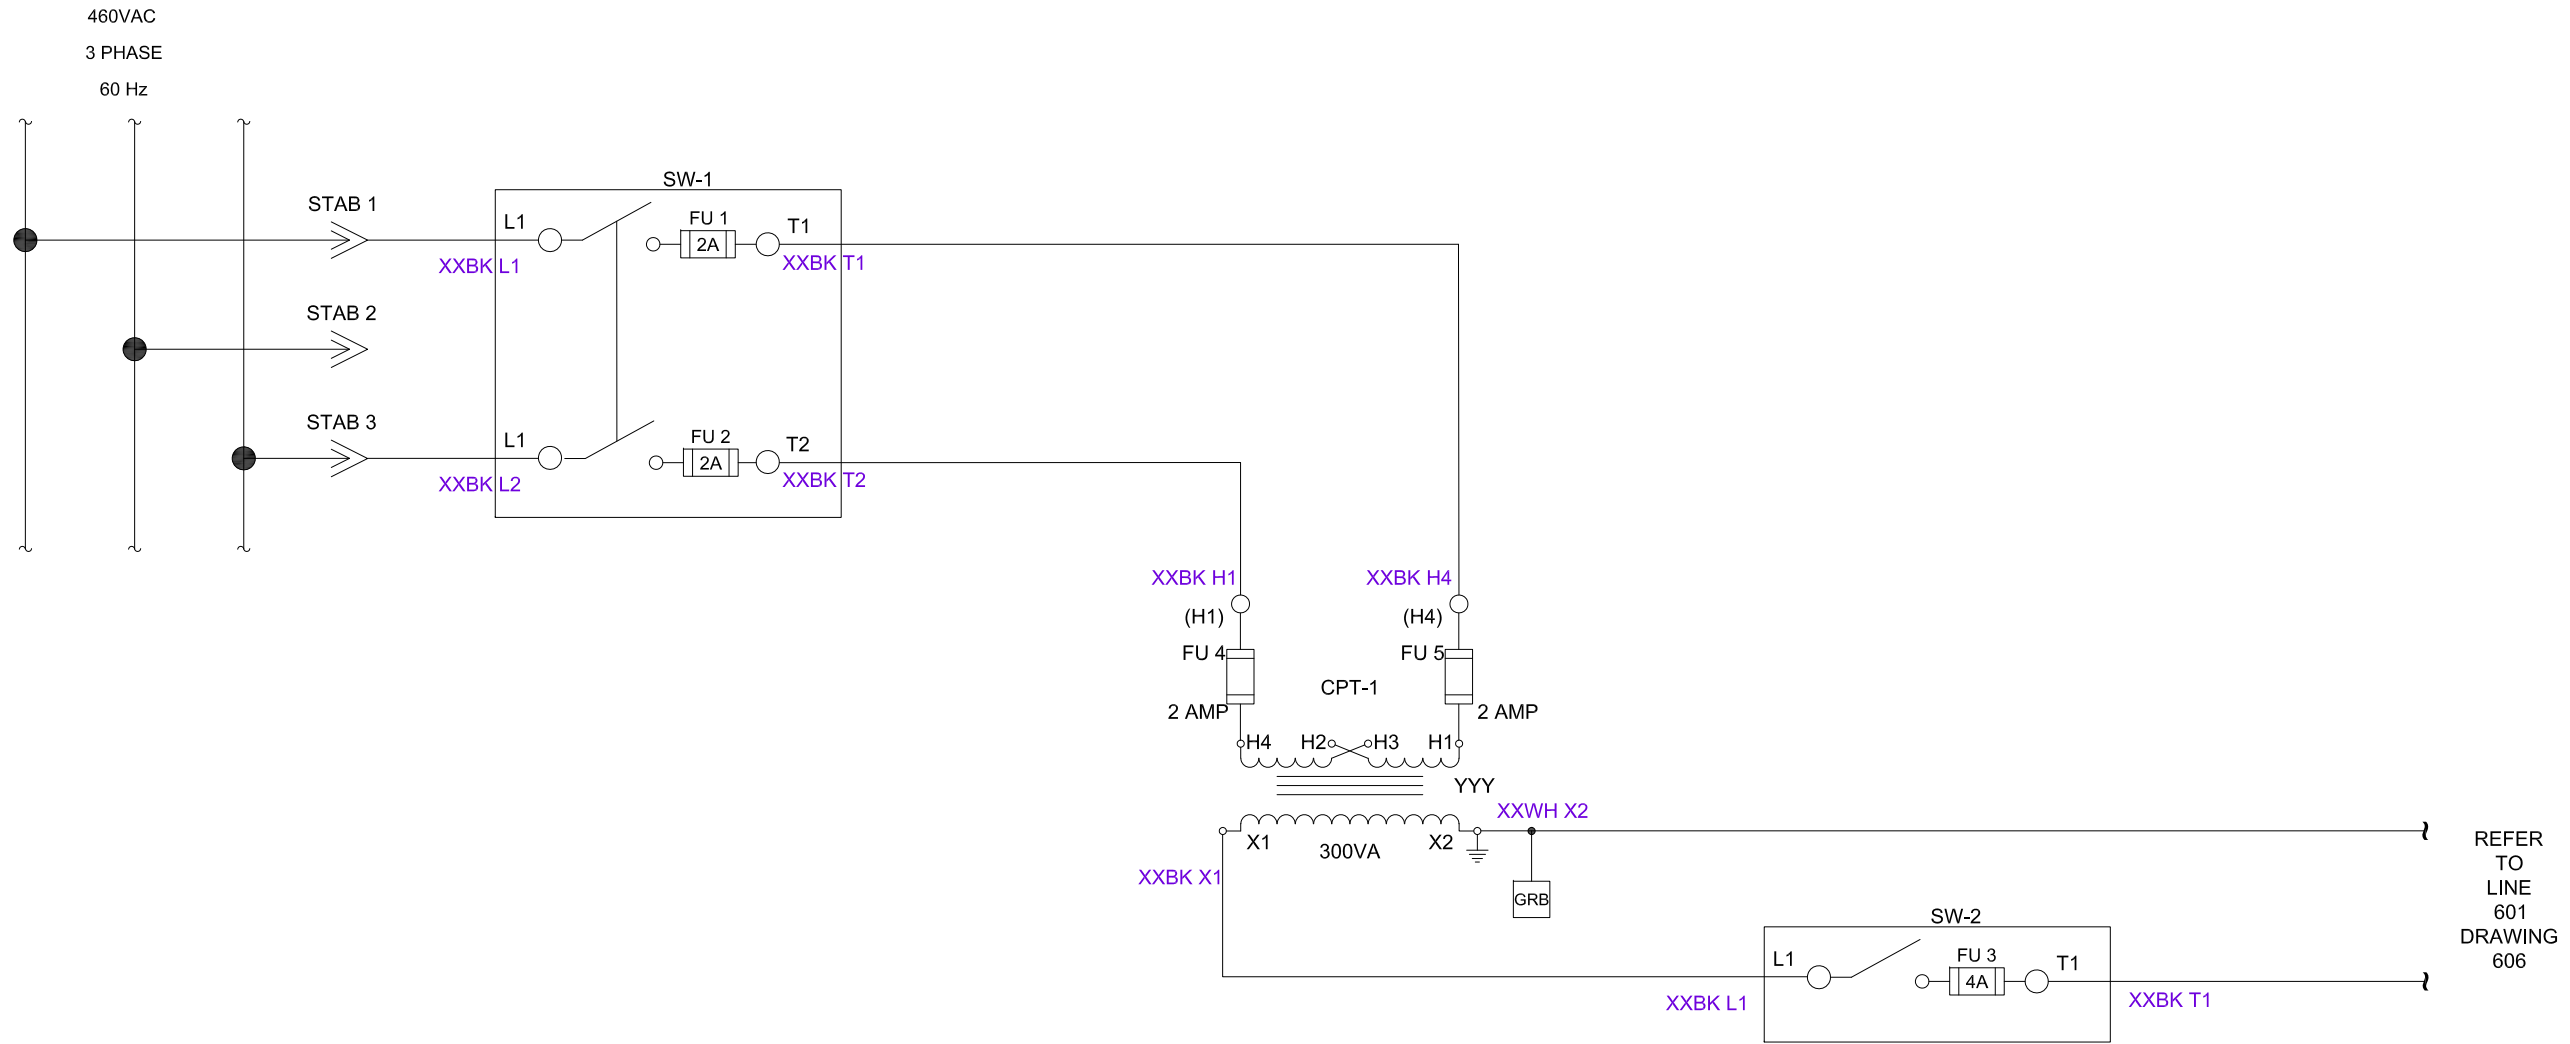 460VAC
3 PHASE
60 Hz
SW-1
STAB 1
L1
FU 1
2A
T1
XXBK L1
XXBK T1
STAB 2
STAB 3
L1
FU 2
2A
T2
XXBK L2
XXBK T2
XXBK H1
XXBK H4
(H1)
(H4)
FU 4
FU 5
CPT-1
2 AMP
2 AMP
H4
H2
H3
H1
YYY
XXWH X2
X1
300VA
X2
XXBK X1
GRB
REFER
TO
LINE
601
DRAWING
606
SW-2
L1
FU 3
4A
T1
XXBK L1
XXBK T1